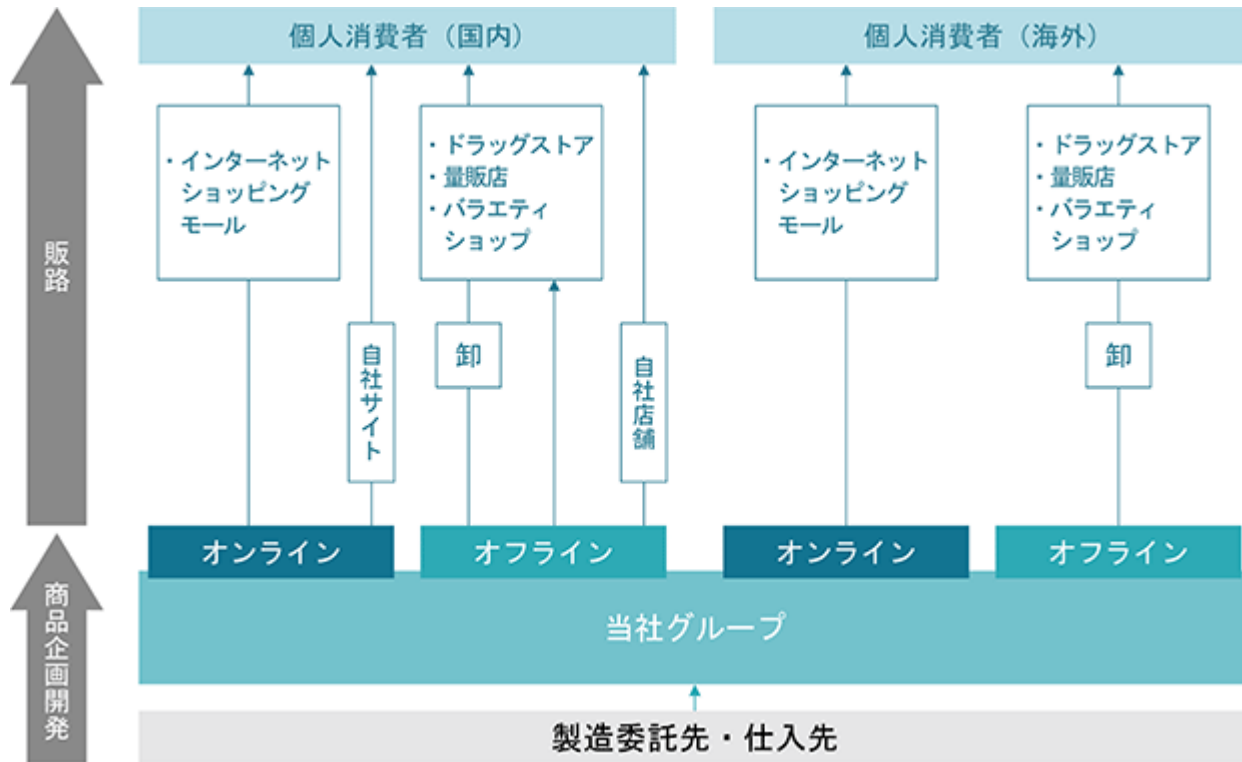 個人消費者（国内）
個人消費者（海外）
・インターネット
ショッピング
モール
・ドラッグストア
・量販店
・バラエティ
ショップ
・インターネット
ショッピング
モール
・ドラッグストア
・量販店
・バラエティ
ショップ
販路
自社サイト
卸
自社店舗
卸
オンライン
オフライン
オンライン
オフライン
商品企画開発
当社グループ
製造委託先・仕入先